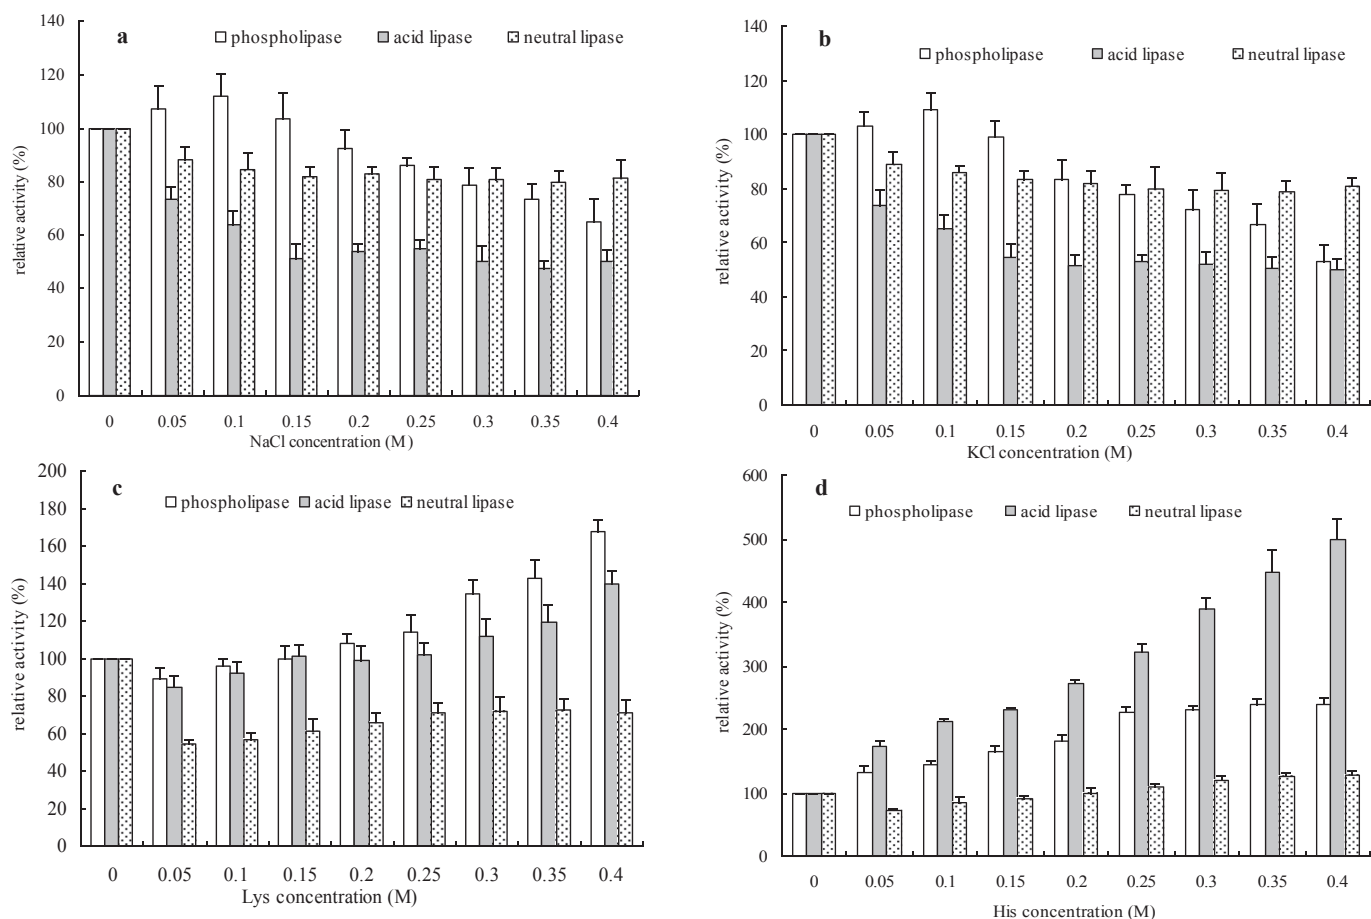 a
phospholipase acid lipase neutral lipase
140
120
100
80
60
40
20
0
relative activity (%)
0 0.05 0.1 0.15 0.2 0.25 0.3 0.35 0.4
NaCl concentration (M)
b
phospholipase acid lipase neutral lipase
140
120
100
80
60
40
20
0
relative activity (%)
0 0.05 0.1 0.15 0.2 0.25 0.3 0.35 0.4
KCl concentration (M)
c
phospholipase acid lipase neutral lipase
200
180
160
140
120
100
80
60
40
20
0
relative activity (%)
0 0.05 0.1 0.15 0.2 0.25 0.3 0.35 0.4
Lys concentration (M)
d
phospholipase acid lipase neutral lipase
600
500
400
300
200
100
0
relative activity (%)
0 0.05 0.1 0.15 0.2 0.25 0.3 0.35 0.4
His concentration (M)